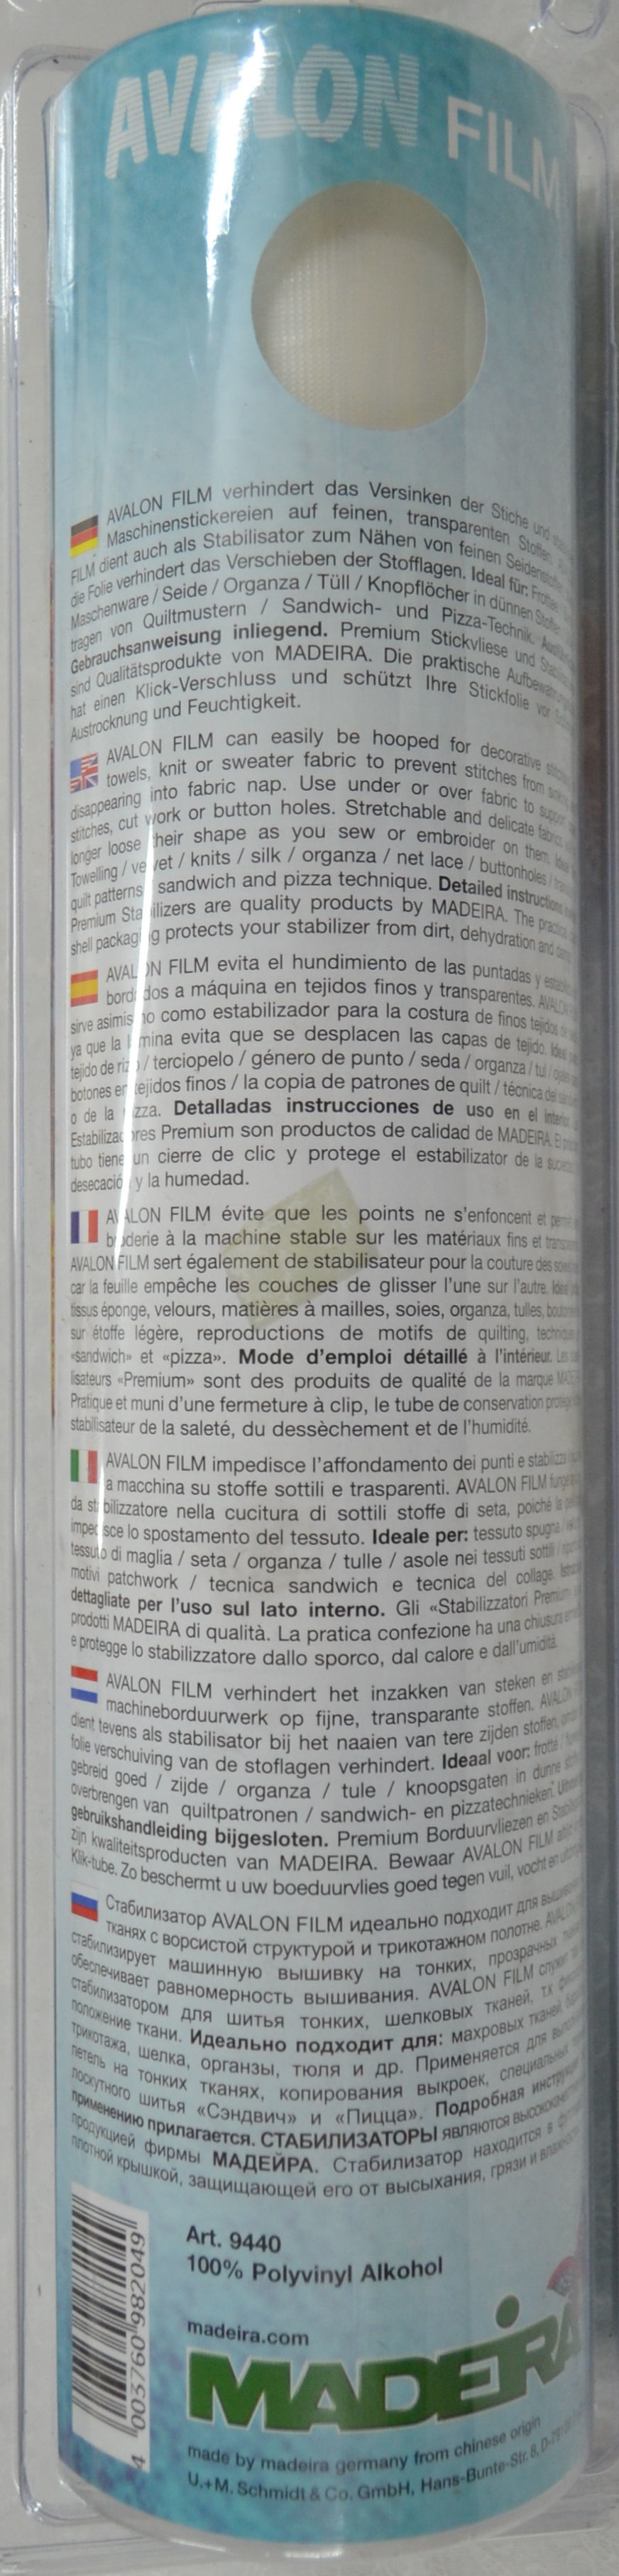 AVALON FILM
AVALON FILM verhindert das Versinken der Stiche und
Maschinenstickereien auf feinen, transparenten Stoffen.
FILM dient auch als Stabilisator zum Nähen von feinen Seidenstoffen
die Folie verhindert das Verschieben der Stofflagen. Ideal für: Frottee
Maschenware / Seide / Organza / Tüll / Knopflöcher in dünnen Stoffen
tragen von Quiltmustern / Sandwich- und Pizza-Technik.
Gebrauchsanweisung inliegend. Premium Stickvliese und
sind Qualitätsprodukte von MADEIRA. Die praktische
hat einen Klick-Verschluss und schützt Ihre Stickfolie vor
Austrocknung und Feuchtigkeit.
AVALON FILM can easily be hooped for decorative
towels, knit or sweater fabric to prevent stitches from
disappearing into fabric nap. Use under or over fabric to support
stitches, cut work or button holes. Stretchable and delicate fabrics
longer loose their shape as you sew or embroider on them.
Towelling / velvet / knits / silk / organza / net lace / buttonholes /
quilt patterns / sandwich and pizza technique. Detailed instructions
Premium Stabilizers are quality products by MADEIRA. The practical
shell packaging protects your stabilizer from dirt, dehydration and
AVALON FILM evita el hundimiento de las puntadas y
bordados a máquina en tejidos finos y transparentes.
sirve asimismo como estabilizador para la costura de finos tejidos
ya que la lámina evita que se desplacen las capas de tejido.
tejido de rizo / terciopelo / género de punto / seda / organza / tul /
botones en tejidos finos / la copia de patrones de quilt / técnica del
o de la pizza. Detalladas instrucciones de uso en el interior
Estabilizadores Premium son productos de calidad de MADEIRA. El
tubo tiene un cierre de clic y protege el estabilizator de la
desecación y la humedad.
AVALON FILM évite que les points ne s'enfoncent et
broderie à la machine stable sur les matériaux fins et
AVALON FILM sert également de stabilisateur pour la couture des
car la feuille empêche les couches de glisser l'une sur l'autre.
tissus éponge, velours, matières à mailles, soies, organza, tulles,
sur étoffe légère, reproductions de motifs de quilting,
«sandwich» et «pizza». Mode d'emploi détaillé à l'intérieur.
lisateurs «Premium» sont des produits de qualité de la marque
Pratique et muni d'une fermeture à clip, le tube de conservation protège
stabilisateur de la saleté, du dessèchement et de l'humidité.
AVALON FILM impedisce l'affondamento dei punti e
a macchina su stoffe sottili e trasparenti. AVALON FILM
da stabilizzatore nella cucitura di sottili stoffe di seta, poiché la
impedisce lo spostamento del tessuto. Ideale per: tessuto spugna /
tessuto di maglia / seta / organza / tulle / asole nei tessuti sottili /
motivi patchwork / tecnica sandwich e tecnica del collage.
dettagliate per l'uso sul lato interno. Gli «Stabilizzatori Premium
prodotti MADEIRA di qualità. La pratica confezione ha una chiusura
e protegge lo stabilizzatore dallo sporco, dal calore e dall'umidità.
AVALON FILM verhindert het inzakken van steken en
machineborduurwerk op fijne, transparante stoffen. AVALON
dient tevens als stabilisator bij het naaien van tere zijden stoffen,
folie verschuiving van de stoflagen verhindert. Ideaal voor: frotté /
gebreid goed / zijde / organza / tule / knoopsgaten in dunne
overbrengen van quiltpatronen / sandwich- en pizzatechnieken.
gebruikshandleiding bijgesloten. Premium Borduurvliezen en
zijn kwaliteitsproducten van MADEIRA. Bewaar AVALON FILM
Klik-tube. Zo beschermt u uw boeduurvlies goed tegen vuil, vocht en
Стабилизатор AVALON FILM идеально подходит для
тканях с ворсистой структурой и трикотажном полотне.
стабилизирует машинную вышивку на тонких, прозрачных
обеспечивает равномерность вышивания. AVALON FILM служит
стабилизатором для шитья тонких, шелковых тканей, т.к
положение ткани. Идеально подходит для: махровых тканей,
трикотажа, шелка, органзы, тюля и др. Применяется для
петель на тонких тканях, копирования выкроек,
лоскутного шитья «Сэндвич» и «Пицца». Подробная
применению прилагается. СТАБИЛИЗАТОРЫ являются
продукцией фирмы МАДЕЙРА. Стабилизатор находится в
плотной крышкой, защищающей его от высыхания, грязи и
4 003760 982049
Art. 9440
100% Polyvinyl Alkohol
madeira.com
MADEIRA
made by madeira germany from chinese origin
U.+M. Schmidt & Co. GmbH, Hans-Bunte-Str. 8,